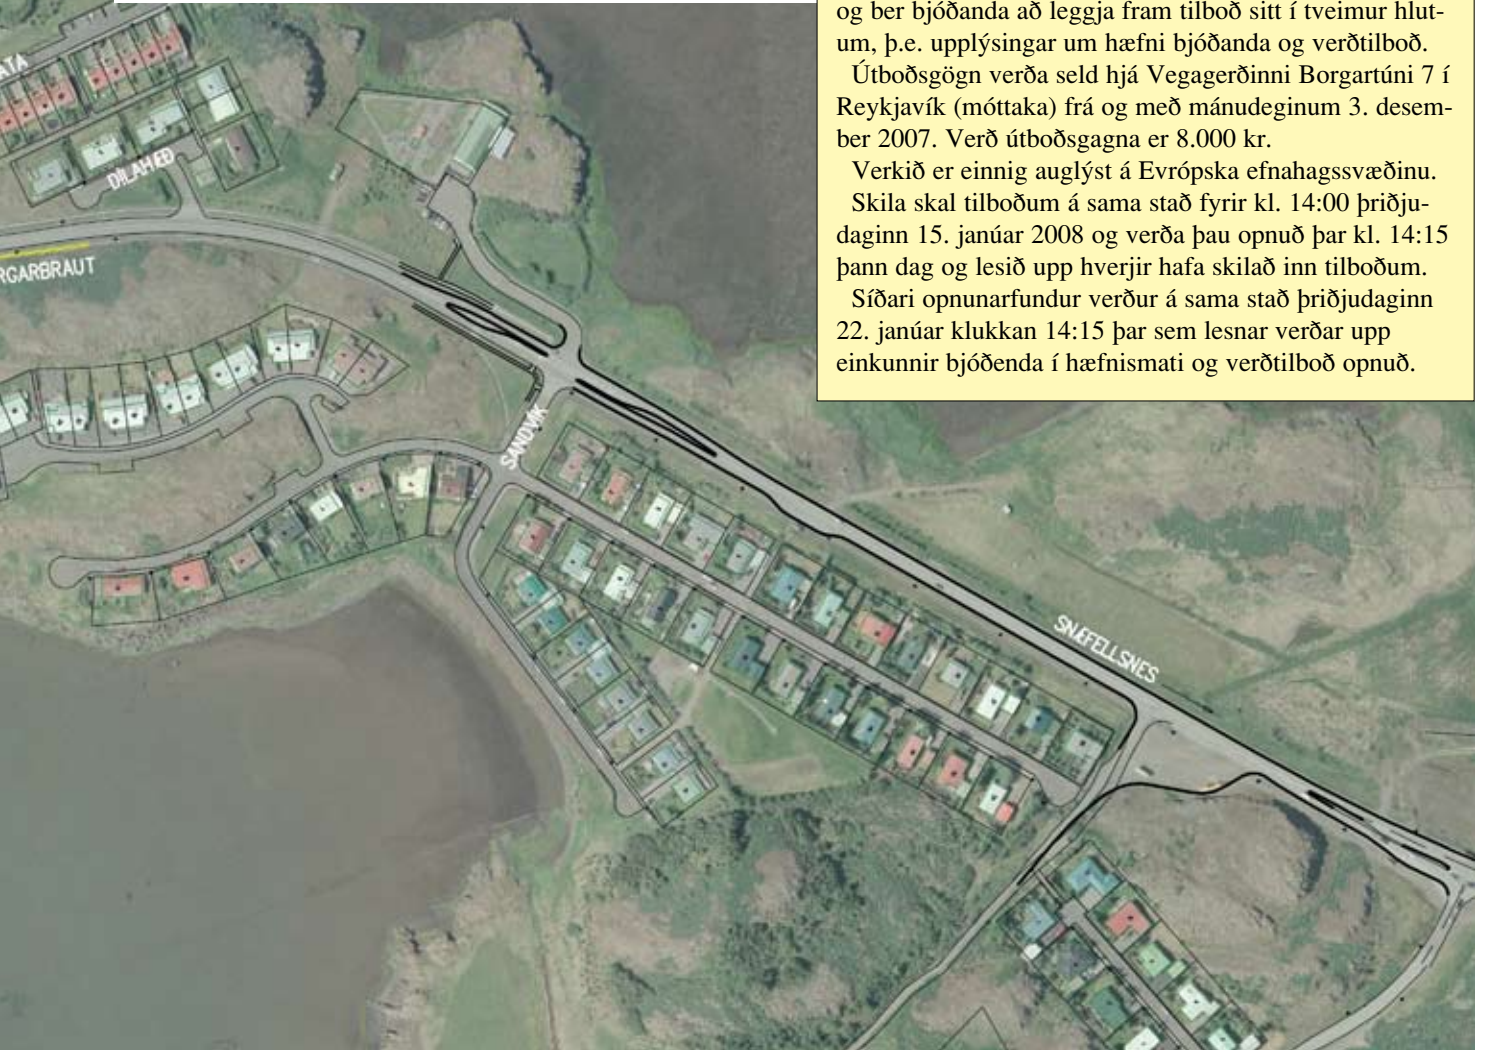 og ber bjóðanda að leggja fram tilboð sitt í tveimur hlut-
um, þ.e. upplýsingar um hæfni bjóðanda og verðtilboð.
Útboðsgögn verða seld hjá Vegagerðinni Borgartúni 7 í
Reykjavík (móttaka) frá og með mánudeginum 3. desem-
ber 2007. Verð útboðsgagna er 8.000 kr.
Verkið er einnig auglýst á Evrópska efnahagssvæðinu.
Skila skal tilboðum á sama stað fyrir kl. 14:00 þriðju-
daginn 15. janúar 2008 og verða þau opnuð þar kl. 14:15
þann dag og lesið upp hverjir hafa skilað inn tilboðum.
Síðari opnunarfundur verður á sama stað þriðjudaginn
22. janúar klukkan 14:15 þar sem lesnar verðar upp
einkunnir bjóðenda í hæfnismati og verðtilboð opnuð.
ATA
DÍLAHÆÐ
RGARBRAUT
SANDVÍK
SNÆFELLSNES